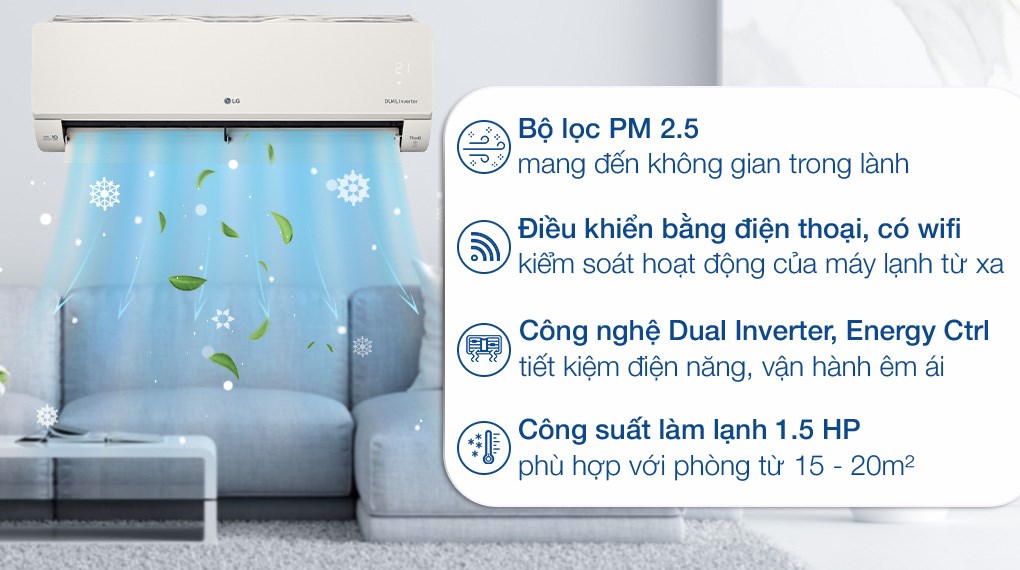 21
LG
DUAL Inverter
Bộ lọc PM 2.5
mang đến không gian trong lành
Điều khiển bằng điện thoại, có wifi
kiểm soát hoạt động của máy lạnh từ xa
Công nghệ Dual Inverter, Energy Ctrl
tiết kiệm điện năng, vận hành êm ái
Công suất làm lạnh 1.5 HP
phù hợp với phòng từ 15 - 20m²